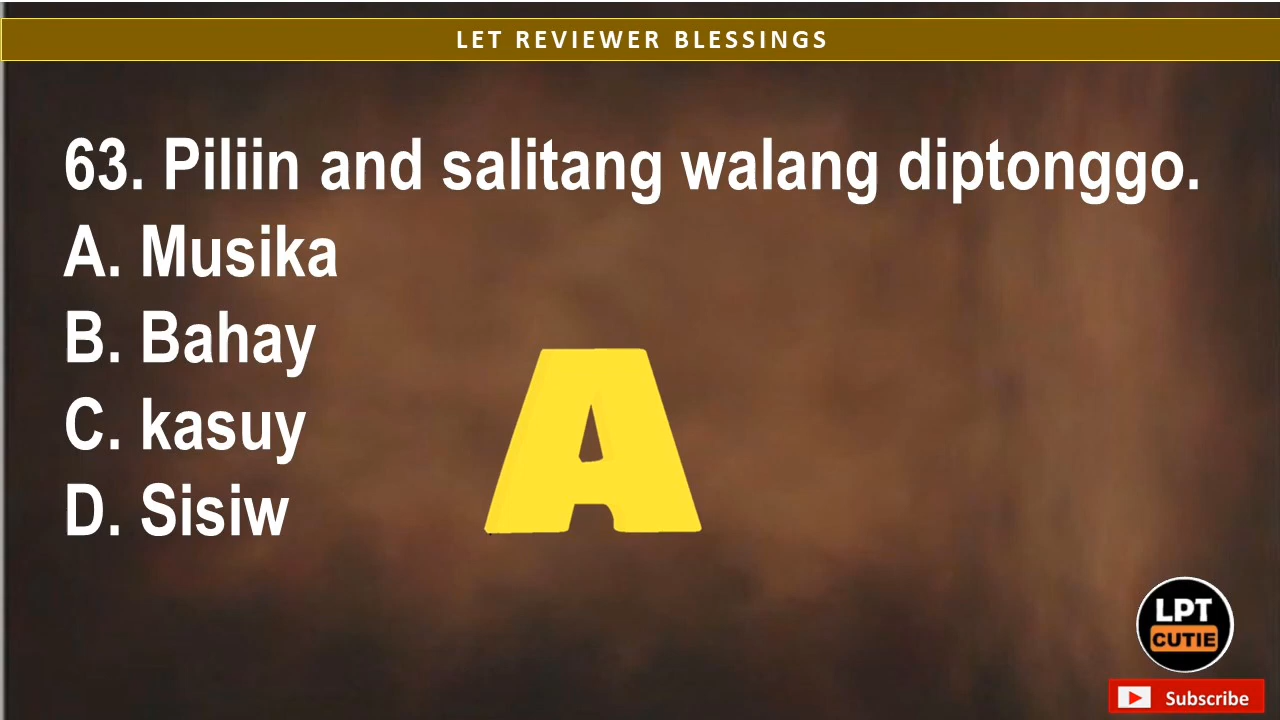 LET REVIEWER BLESSINGS
63. Piliin and salitang walang diptonggo.
A. Musika
B. Bahay
C. kasuy
D. Sisiw
A
LPT
CUTIE
Subscribe